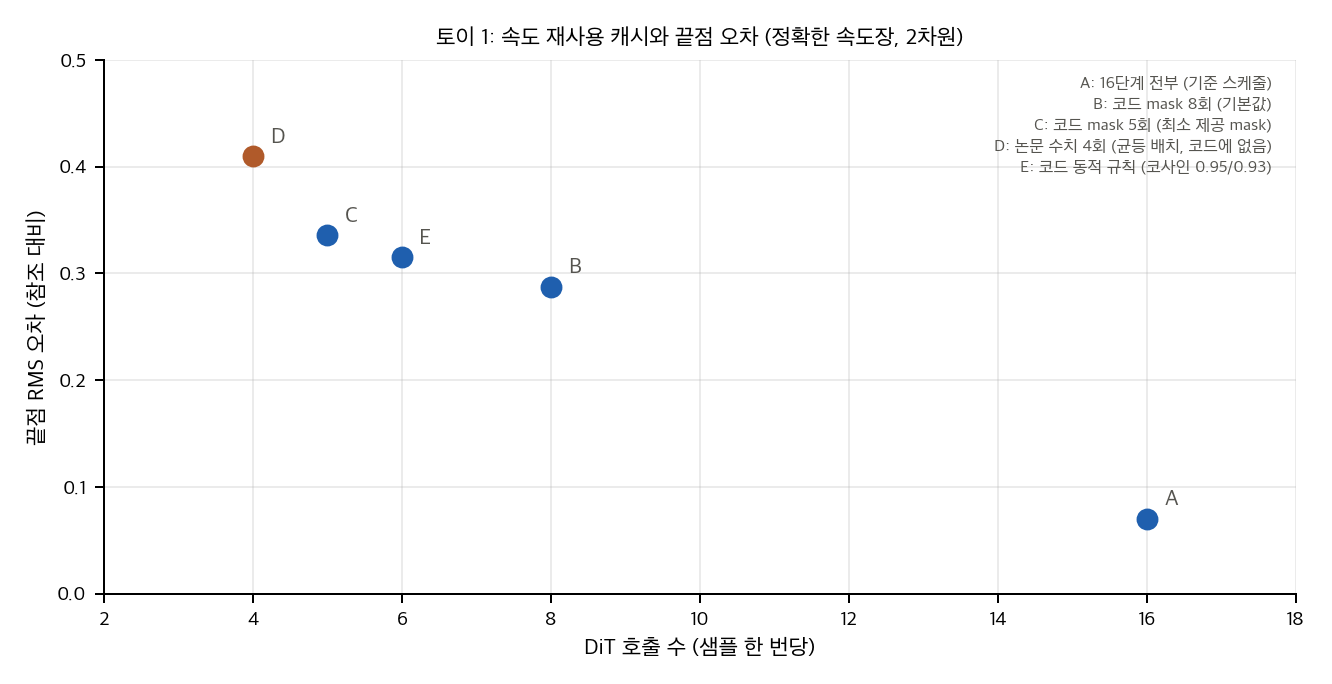 토이 1: 속도 재사용 캐시와 끝점 오차 (정확한 속도장, 2차원)
A: 16단계 전부 (기준 스케줄)
B: 코드 mask 8회 (기본값)
C: 코드 mask 5회 (최소 제공 mask)
D: 논문 수치 4회 (균등 배치, 코드에 없음)
E: 코드 동적 규칙 (코사인 0.95/0.93)
끝점 RMS 오차 (참조 대비)
0.5
0.4
0.3
0.2
0.1
0.0
D
C
E
B
A
2 4 6 8 10 12 14 16 18
DiT 호출 수 (샘플 한 번당)